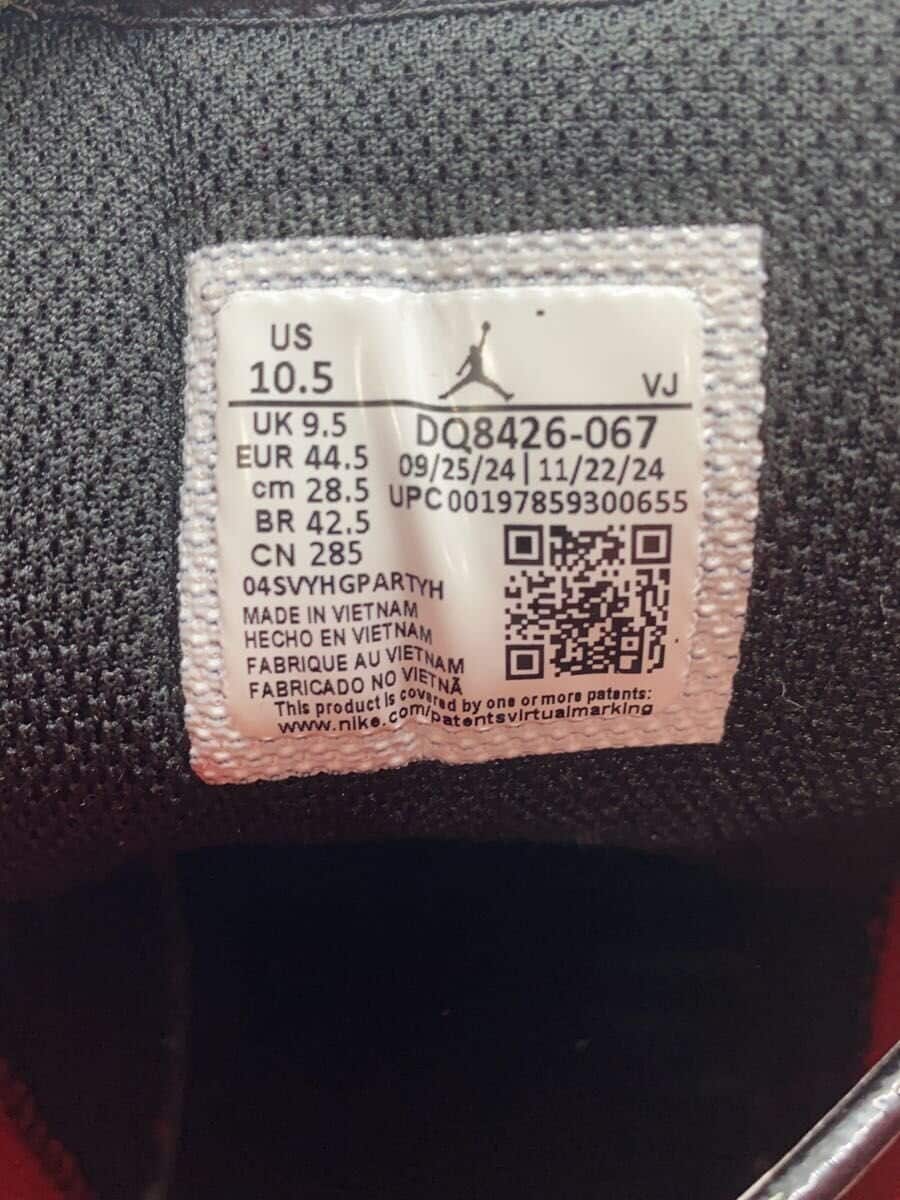 US
10.5
VJ
UK 9.5
EUR 44.5
cm 28.5
BR 42.5
CN 285
DQ8426-067
09/25/24 | 11/22/24
UPC00197859300655
04SVYHGPARTYH
MADE IN VIETNAM
HECHO EN VIETNAM
FABRIQUE AU VIETNAM
FABRICADO NO VIETNÃ
This product is covered by one or more patents:
www.nike.com/patentsvirtualmarking